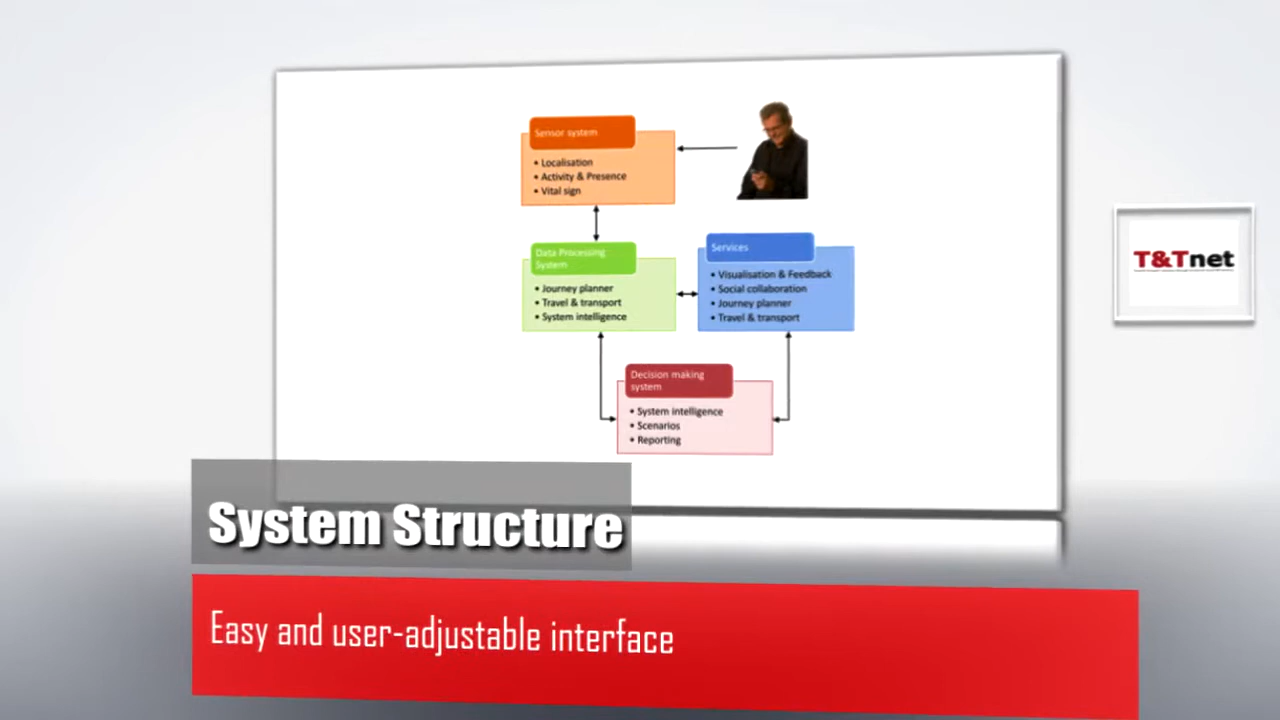 Sensor system
• Localisation
• Activity & Presence
• Vital sign
Data Processing
System
• Journey planner
• Travel & transport
• System intelligence
Services
• Visualisation & Feedback
• Social collaboration
• Journey planner
• Travel & transport
Decision making
system
• System intelligence
• Scenarios
• Reporting
T&Tnet
System Structure
Easy and user-adjustable interface